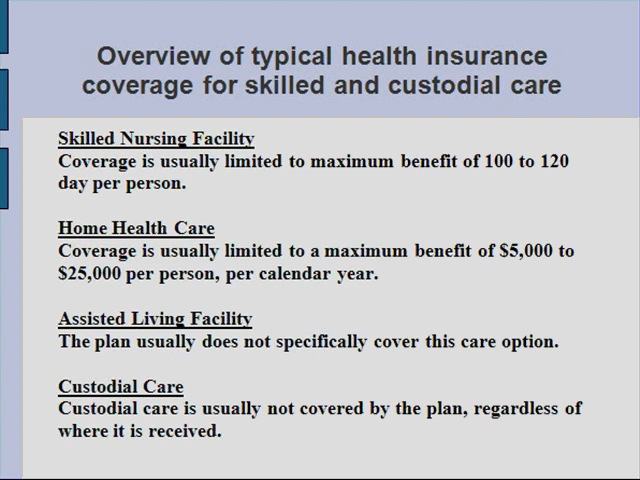 Overview of typical health insurance
coverage for skilled and custodial care
Skilled Nursing Facility
Coverage is usually limited to maximum benefit of 100 to 120
day per person.
Home Health Care
Coverage is usually limited to a maximum benefit of $5,000 to
$25,000 per person, per calendar year.
Assisted Living Facility
The plan usually does not specifically cover this care option.
Custodial Care
Custodial care is usually not covered by the plan, regardless of
where it is received.